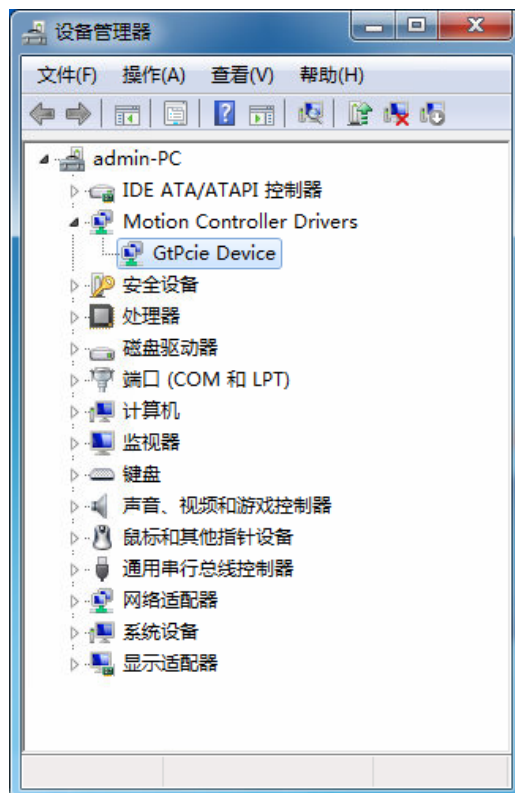 设备管理器
文件(F) 操作(A) 查看(V) 帮助(H)
admin-PC
IDE ATA/ATAPI 控制器
Motion Controller Drivers
GtPcie Device
安全设备
处理器
磁盘驱动器
端口 (COM 和 LPT)
计算机
监视器
键盘
声音、视频和游戏控制器
鼠标和其他指针设备
通用串行总线控制器
网络适配器
系统设备
显示适配器